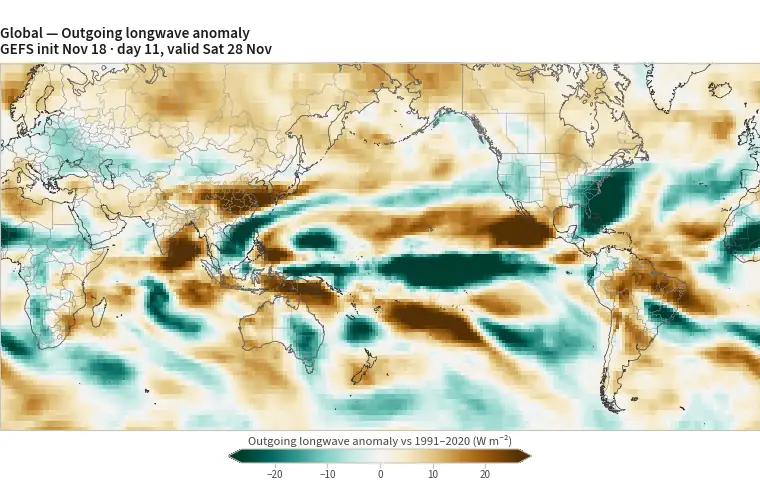 Global — Outgoing longwave anomaly
GEFS init Nov 18 · day 11, valid Sat 28 Nov
Outgoing longwave anomaly vs 1991–2020 (W m⁻²)
−20 −10 0 10 20